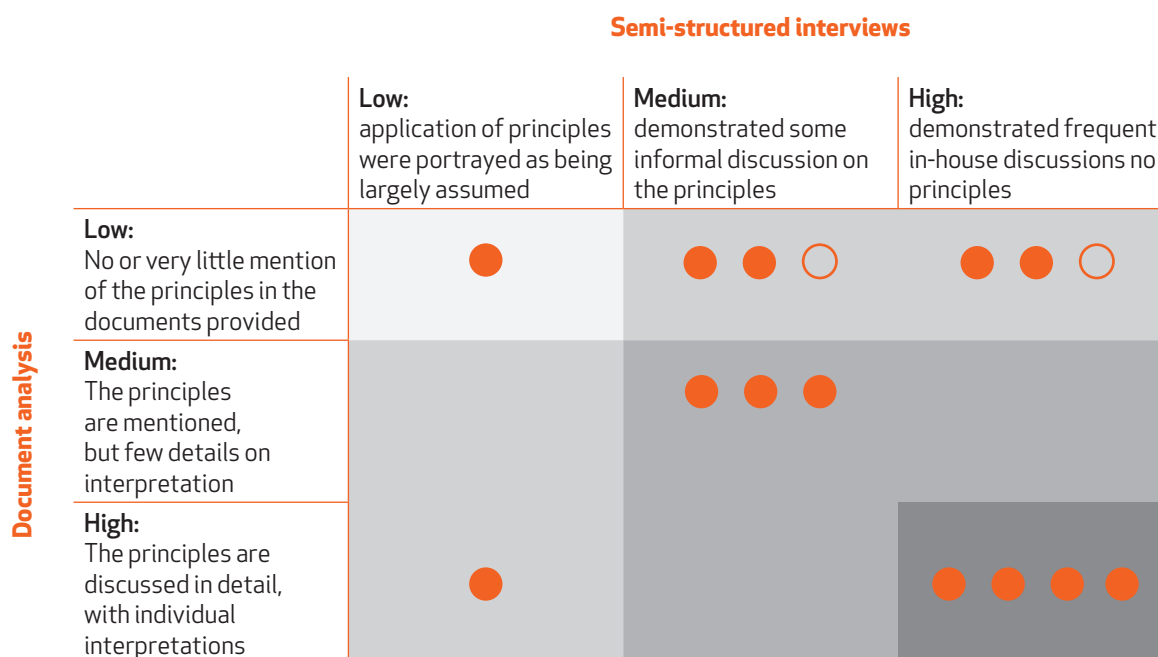 Semi-structured interviews
Low:
application of principles
were portrayed as being
largely assumed
Medium:
demonstrated some
informal discussion on
the principles
High:
demonstrated frequent
in-house discussions no
principles
Document analysis
Low:
No or very little mention
of the principles in the
documents provided
Medium:
The principles
are mentioned,
but few details on
interpretation
High:
The principles are
discussed in detail,
with individual
interpretations